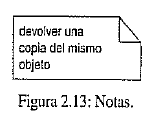 devolver una
copia del mismo
objeto
Figura 2.13: Notas.